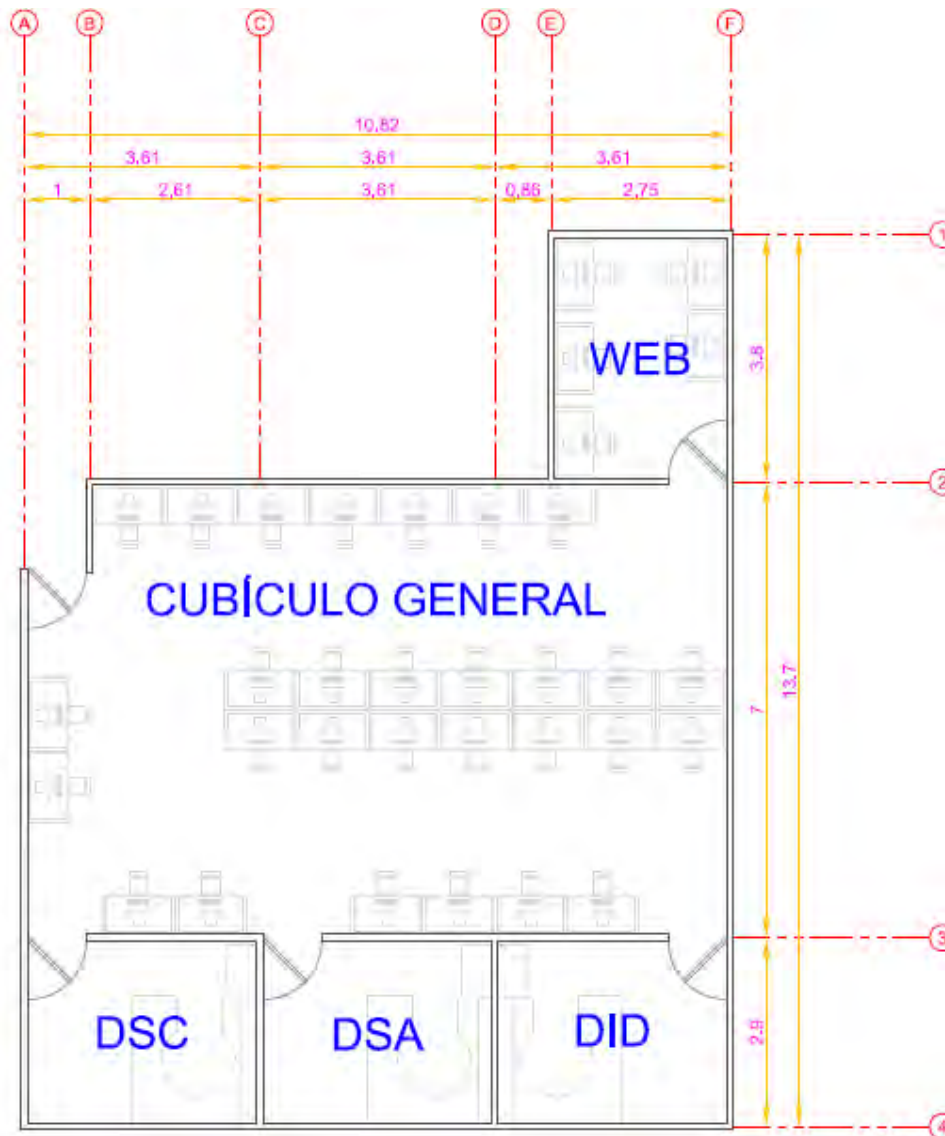 A B C D E F
10,82
3,61 3,61 3,61
1 2,61 3,61 0,86 2,75
1
WEB
3.8
2
CUBÍCULO GENERAL
7
13.7
3
DSC DSA DID
2.9
4